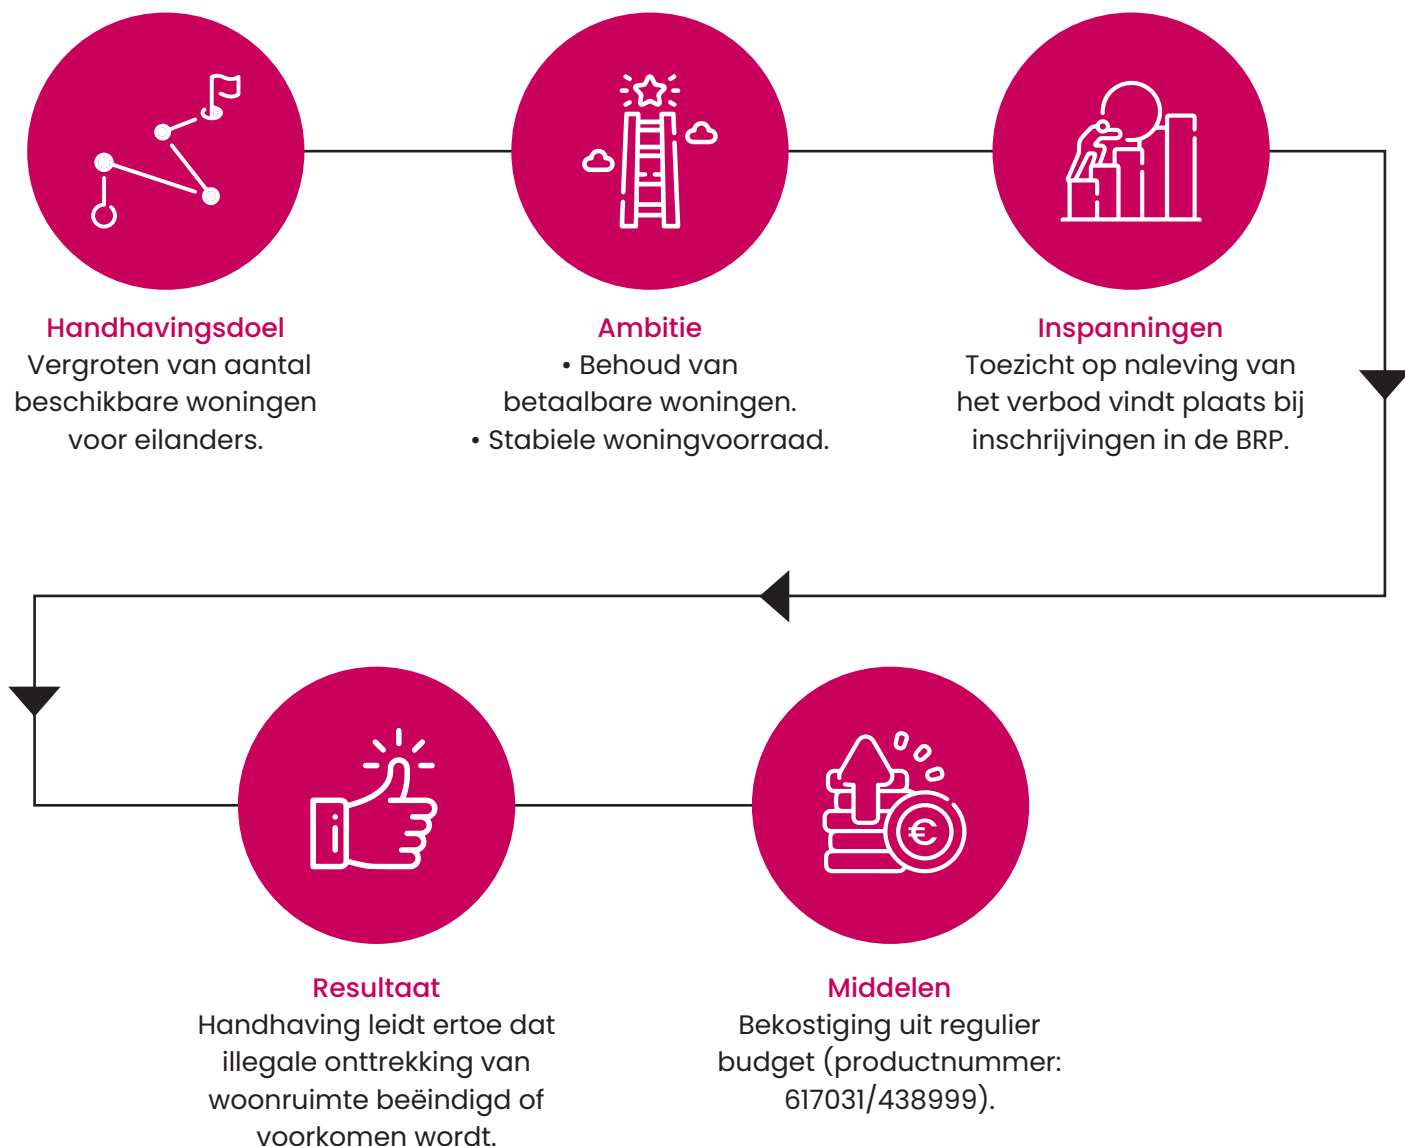 Handhavingsdoel
Vergroten van aantal
beschikbare woningen
voor eilanders.
Ambitie
• Behoud van
betaalbare woningen.
• Stabiele woningvoorraad.
Inspanningen
Toezicht op naleving van
het verbod vindt plaats bij
inschrijvingen in de BRP.
Resultaat
Handhaving leidt ertoe dat
illegale onttrekking van
woonruimte beëindigd of
voorkomen wordt.
Middelen
Bekostiging uit regulier
budget (productnummer:
617031/438999).
€